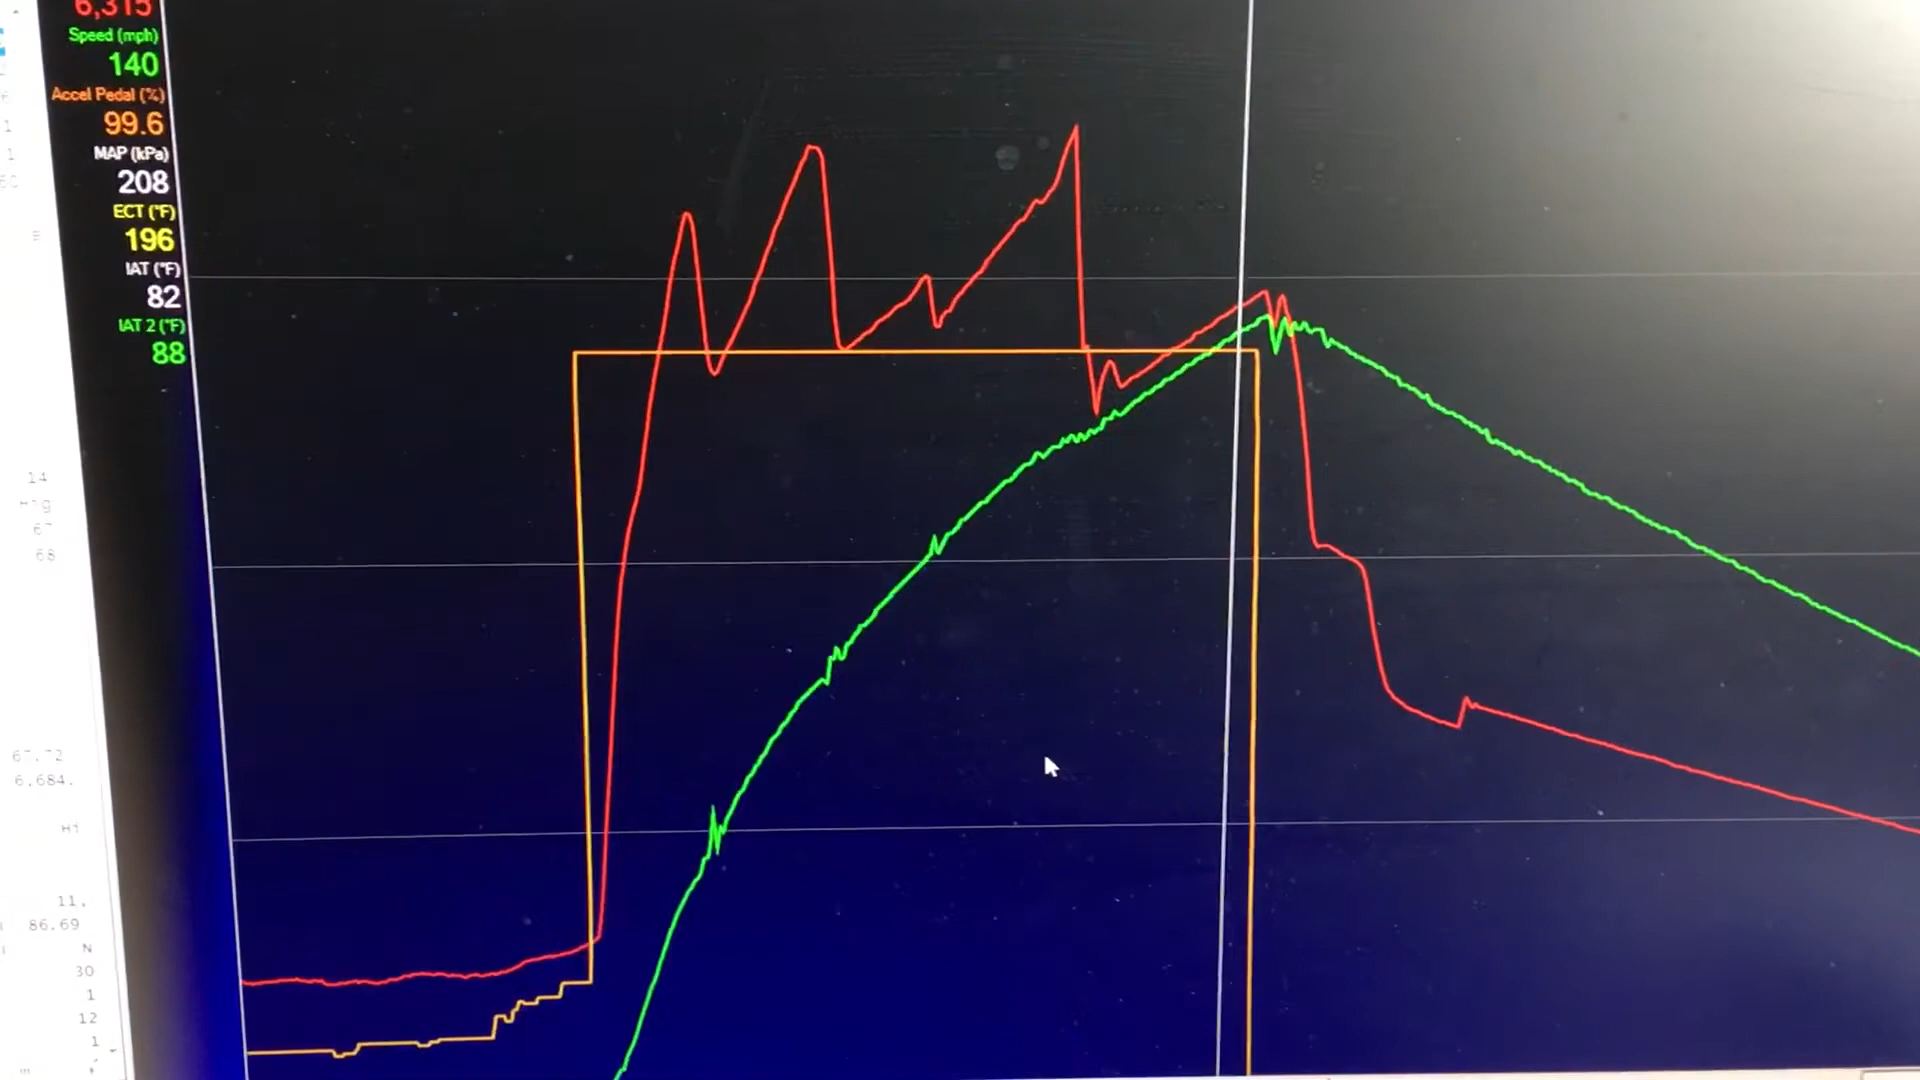 6,315
Speed (mph)
140
Accel Pedal (%)
99.6
MAP (kPa)
208
ECT (°F)
196
IAT (°F)
82
IAT 2 (°F)
88
14
68
6,684.
11,
86.69
N
30
1
12
1